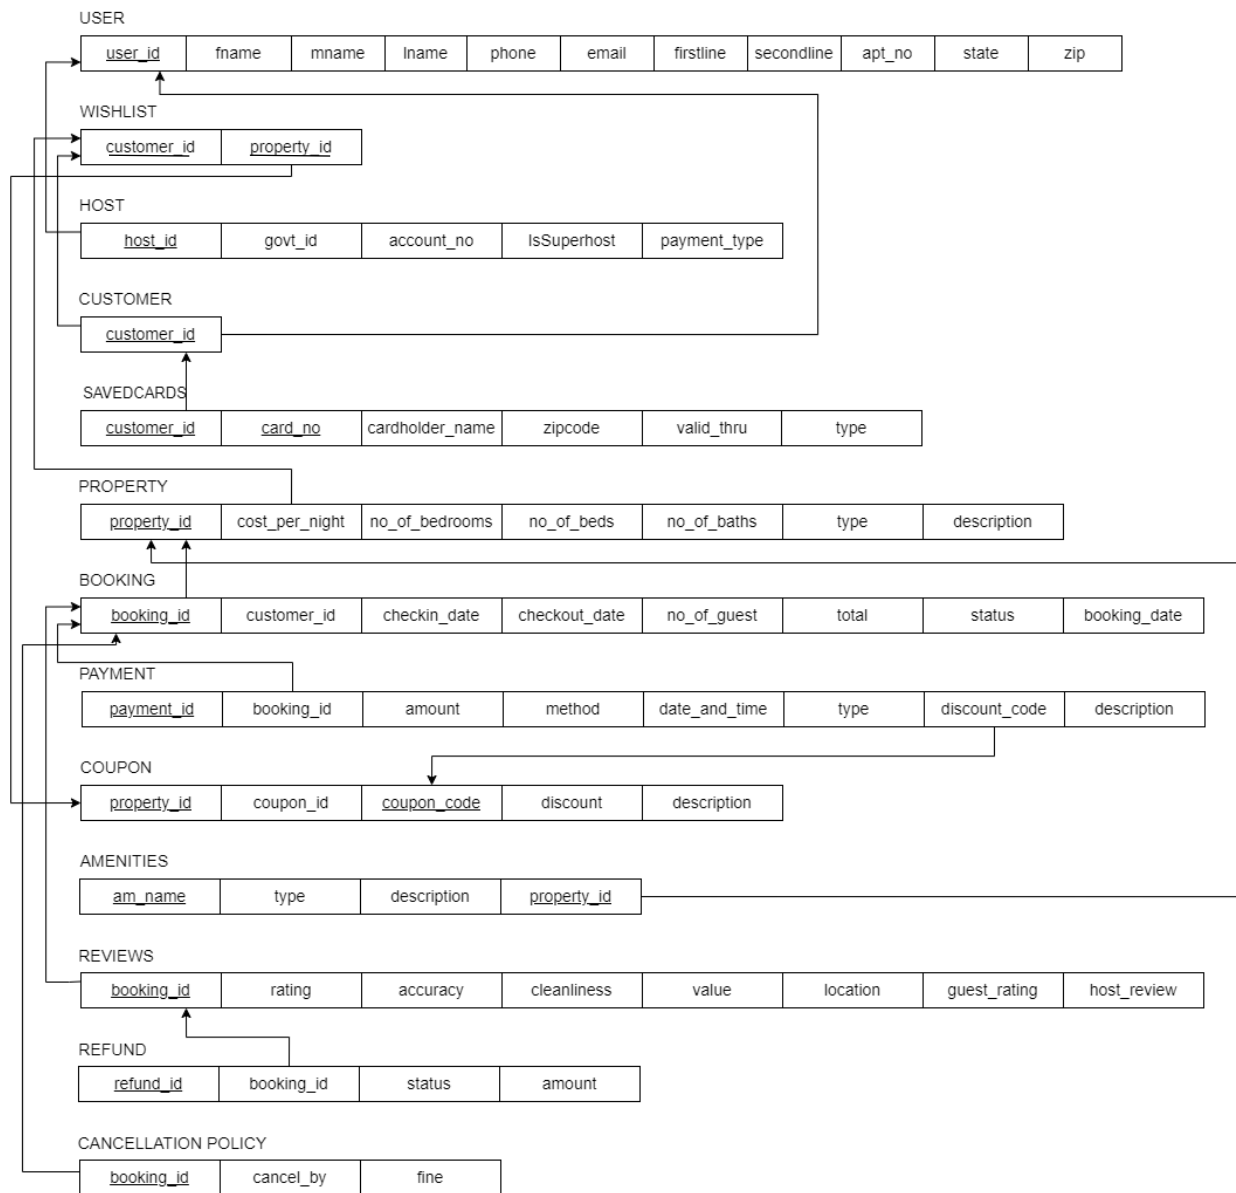 USER
user_id fname mname lname phone email firstline secondline apt_no state zip
WISHLIST
customer_id property_id
HOST
host_id govt_id account_no IsSuperhost payment_type
CUSTOMER
customer_id
SAVEDCARDS
customer_id card_no cardholder_name zipcode valid_thru type
PROPERTY
property_id cost_per_night no_of_bedrooms no_of_beds no_of_baths type description
BOOKING
booking_id customer_id checkin_date checkout_date no_of_guest total status booking_date
PAYMENT
payment_id booking_id amount method date_and_time type discount_code description
COUPON
property_id coupon_id coupon_code discount description
AMENITIES
am_name type description property_id
REVIEWS
booking_id rating accuracy cleanliness value location guest_rating host_review
REFUND
refund_id booking_id status amount
CANCELLATION POLICY
booking_id cancel_by fine